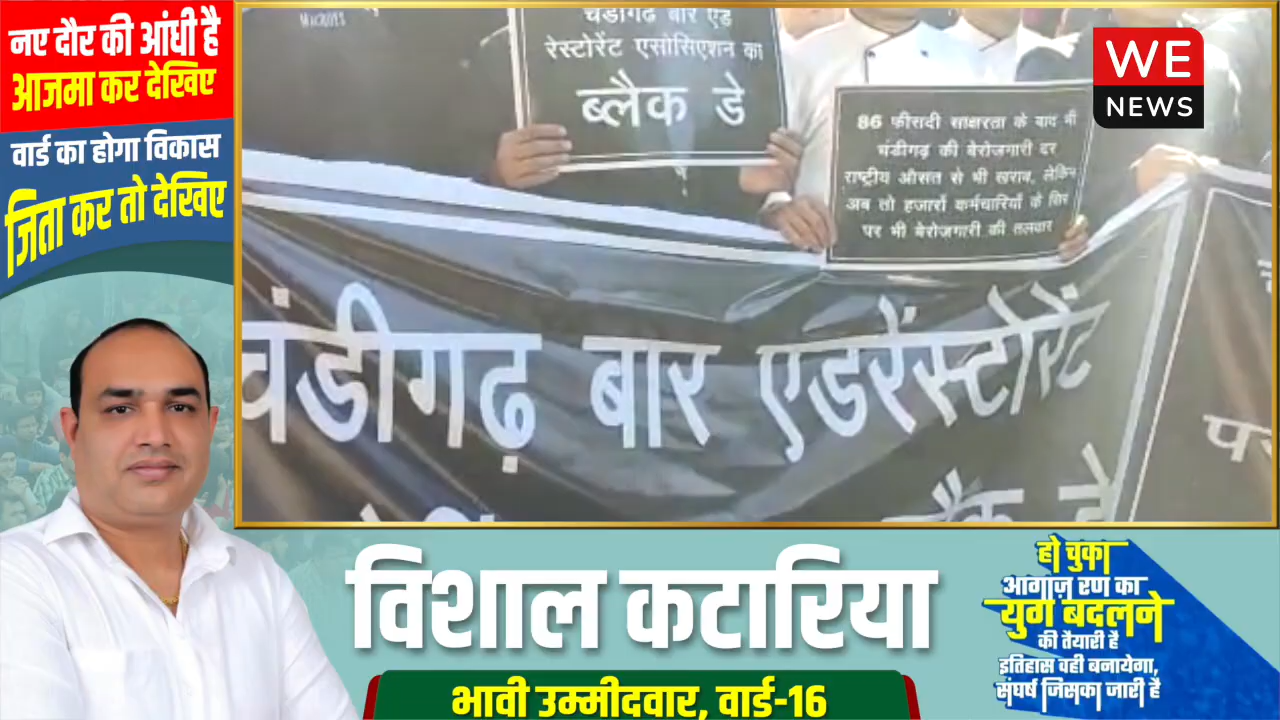 नए दौर की आंधी है
आजमा कर देखिए
वार्ड का होगा विकास
जिता कर तो देखिए
चंडीगढ बार एंड
रेस्टोरेंट एसोसिएशन का
ब्लैक डे
86 फीसदी साक्षरता के बाद भी
चंडीगढ़ की बेरोजगारी दर
राष्ट्रीय औसत से भी खराब, लेकिन
अब तो हजारों कर्मचारियों के सिर
पर भी बेरोजगारी की तलवार
WE
NEWS
चंडीगढ़ बार एडरेंस्टोरेंट
ब्लैक डे
विशाल कटारिया
भावी उम्मीदवार, वार्ड-16
हो चुका
आगाज़ रण का
युग बदलने
की तैयारी है
इतिहास वही बनायेगा,
संघर्ष जिसका जारी है